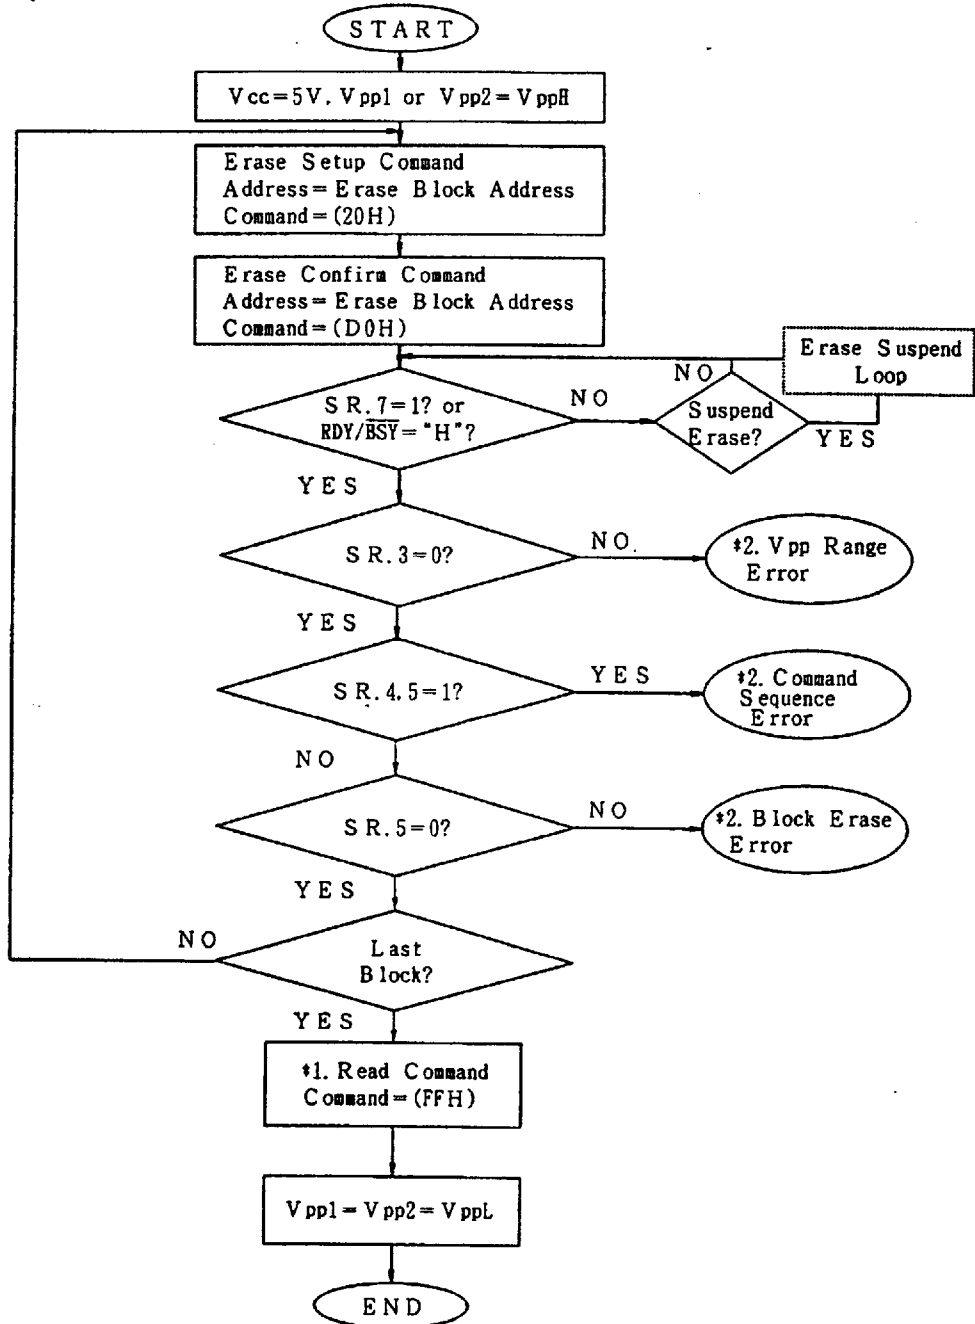 START
Vcc=5V. Vpp1 or Vpp2=VppH
Erase Setup Command
Address=Erase Block Address
Command=(20H)
Erase Confirm Command
Address=Erase Block Address
Command=(D0H)
Erase Suspend
Loop
NO
NO
SR.7=1? or
RDY/B̅S̅Y̅="H"?
Suspend
Erase?
YES
YES
SR.3=0?
NO.
*2. Vpp Range
Error
YES
SR.4.5=1?
YES
*2. Command
Sequence
Error
NO
SR.5=0?
NO
*2. Block Erase
Error
YES
NO
Last
Block?
YES
*1. Read Command
Command=(FFH)
Vpp1=Vpp2=VppL
END